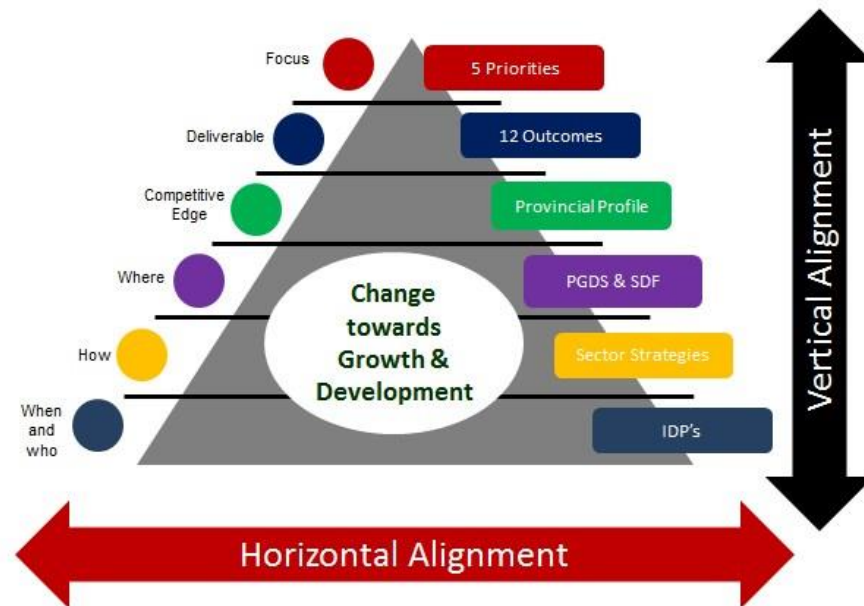 Focus
5 Priorities
Deliverable
12 Outcomes
Competitive
Edge
Provincial Profile
Where
PGDS & SDF
Change
towards
Growth &
Development
How
Sector Strategies
When
and
who
IDP's
Vertical Alignment
Horizontal Alignment